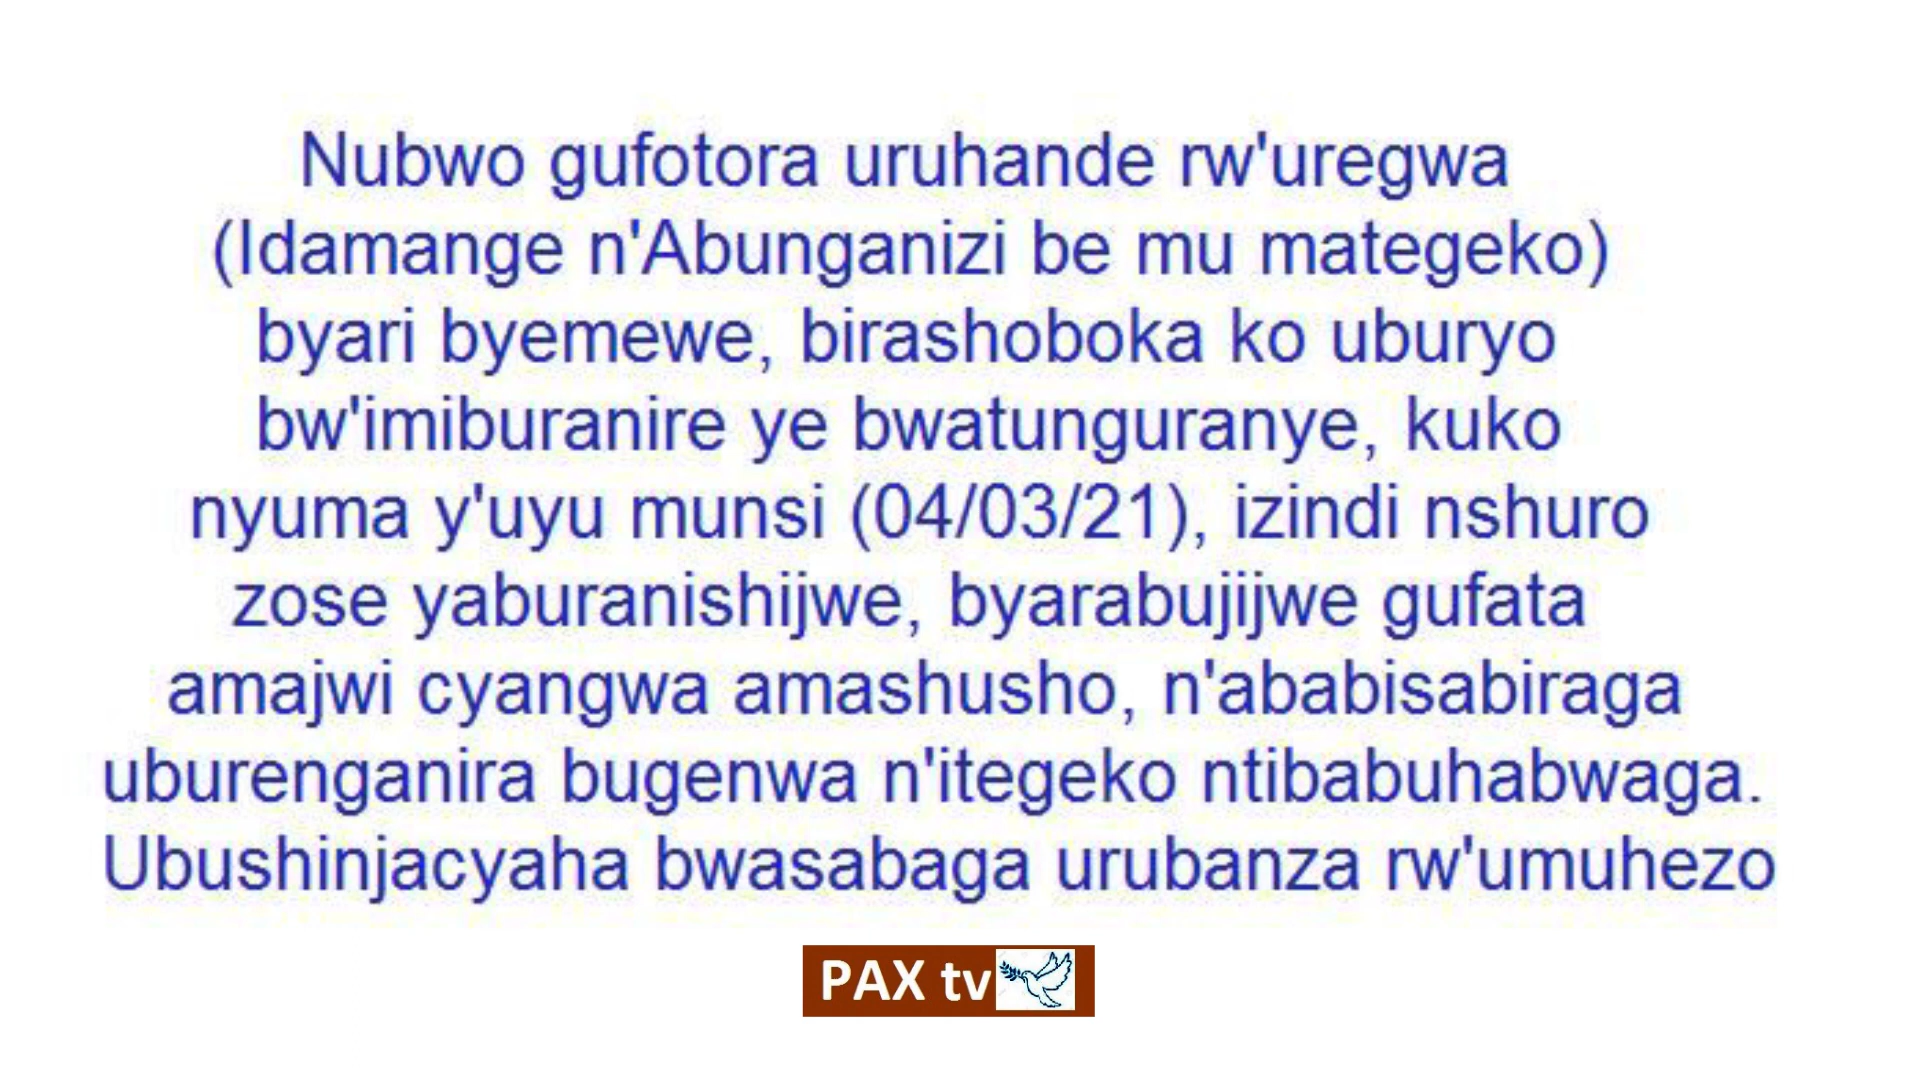 Nubwo gufotora uruhande rw'uregwa
(Idamange n'Abunganizi be mu mategeko)
byari byemewe, birashoboka ko uburyo
bw'imiburanire ye bwatunguranye, kuko
nyuma y'uyu munsi (04/03/21), izindi nshuro
zose yaburanishijwe, byarabujijwe gufata
amajwi cyangwa amashusho, n'ababisabiraga
uburenganira bugenwa n'itegeko ntibabuhabwaga.
Ubushinjacyaha bwasabaga urubanza rw'umuhezo
PAX tv